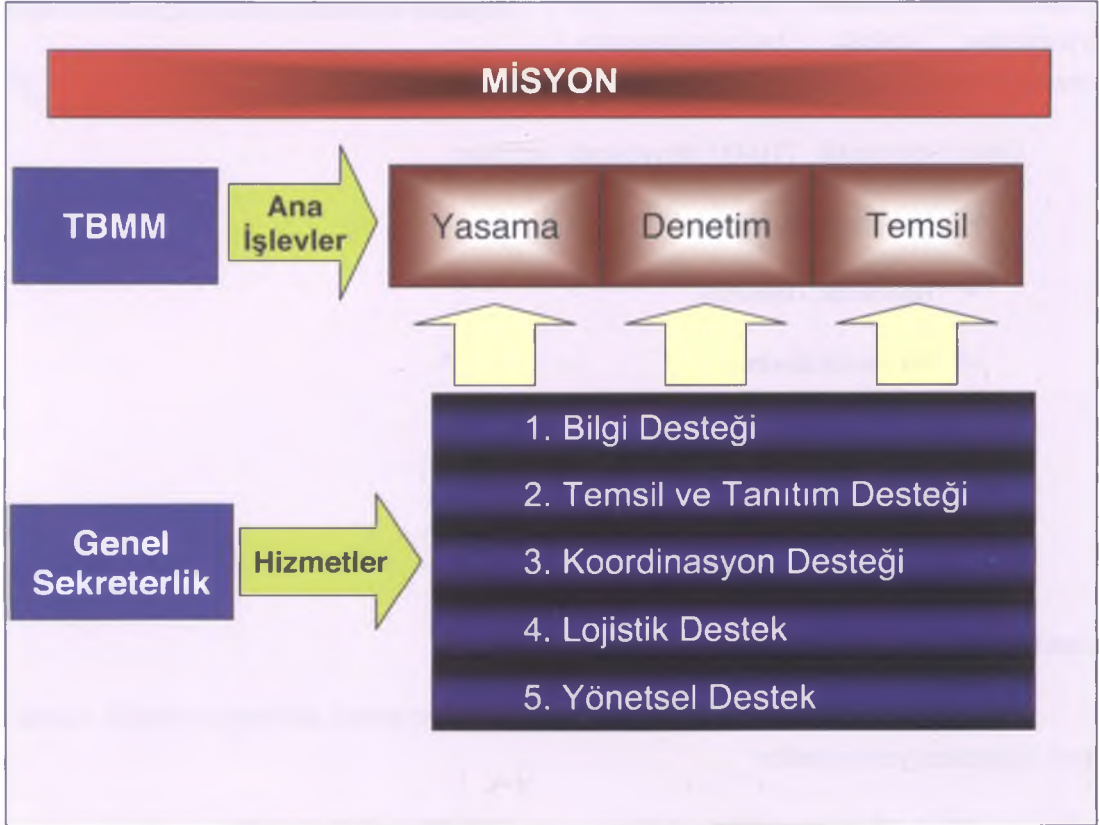 MİSYON
TBMM
Ana
İşlevler
Yasama
Denetim
Temsil
Genel
Sekreterlik
Hizmetler
1. Bilgi Desteği
2. Temsil ve Tanıtım Desteği
3. Koordinasyon Desteği
4. Lojistik Destek
5. Yönetsel Destek